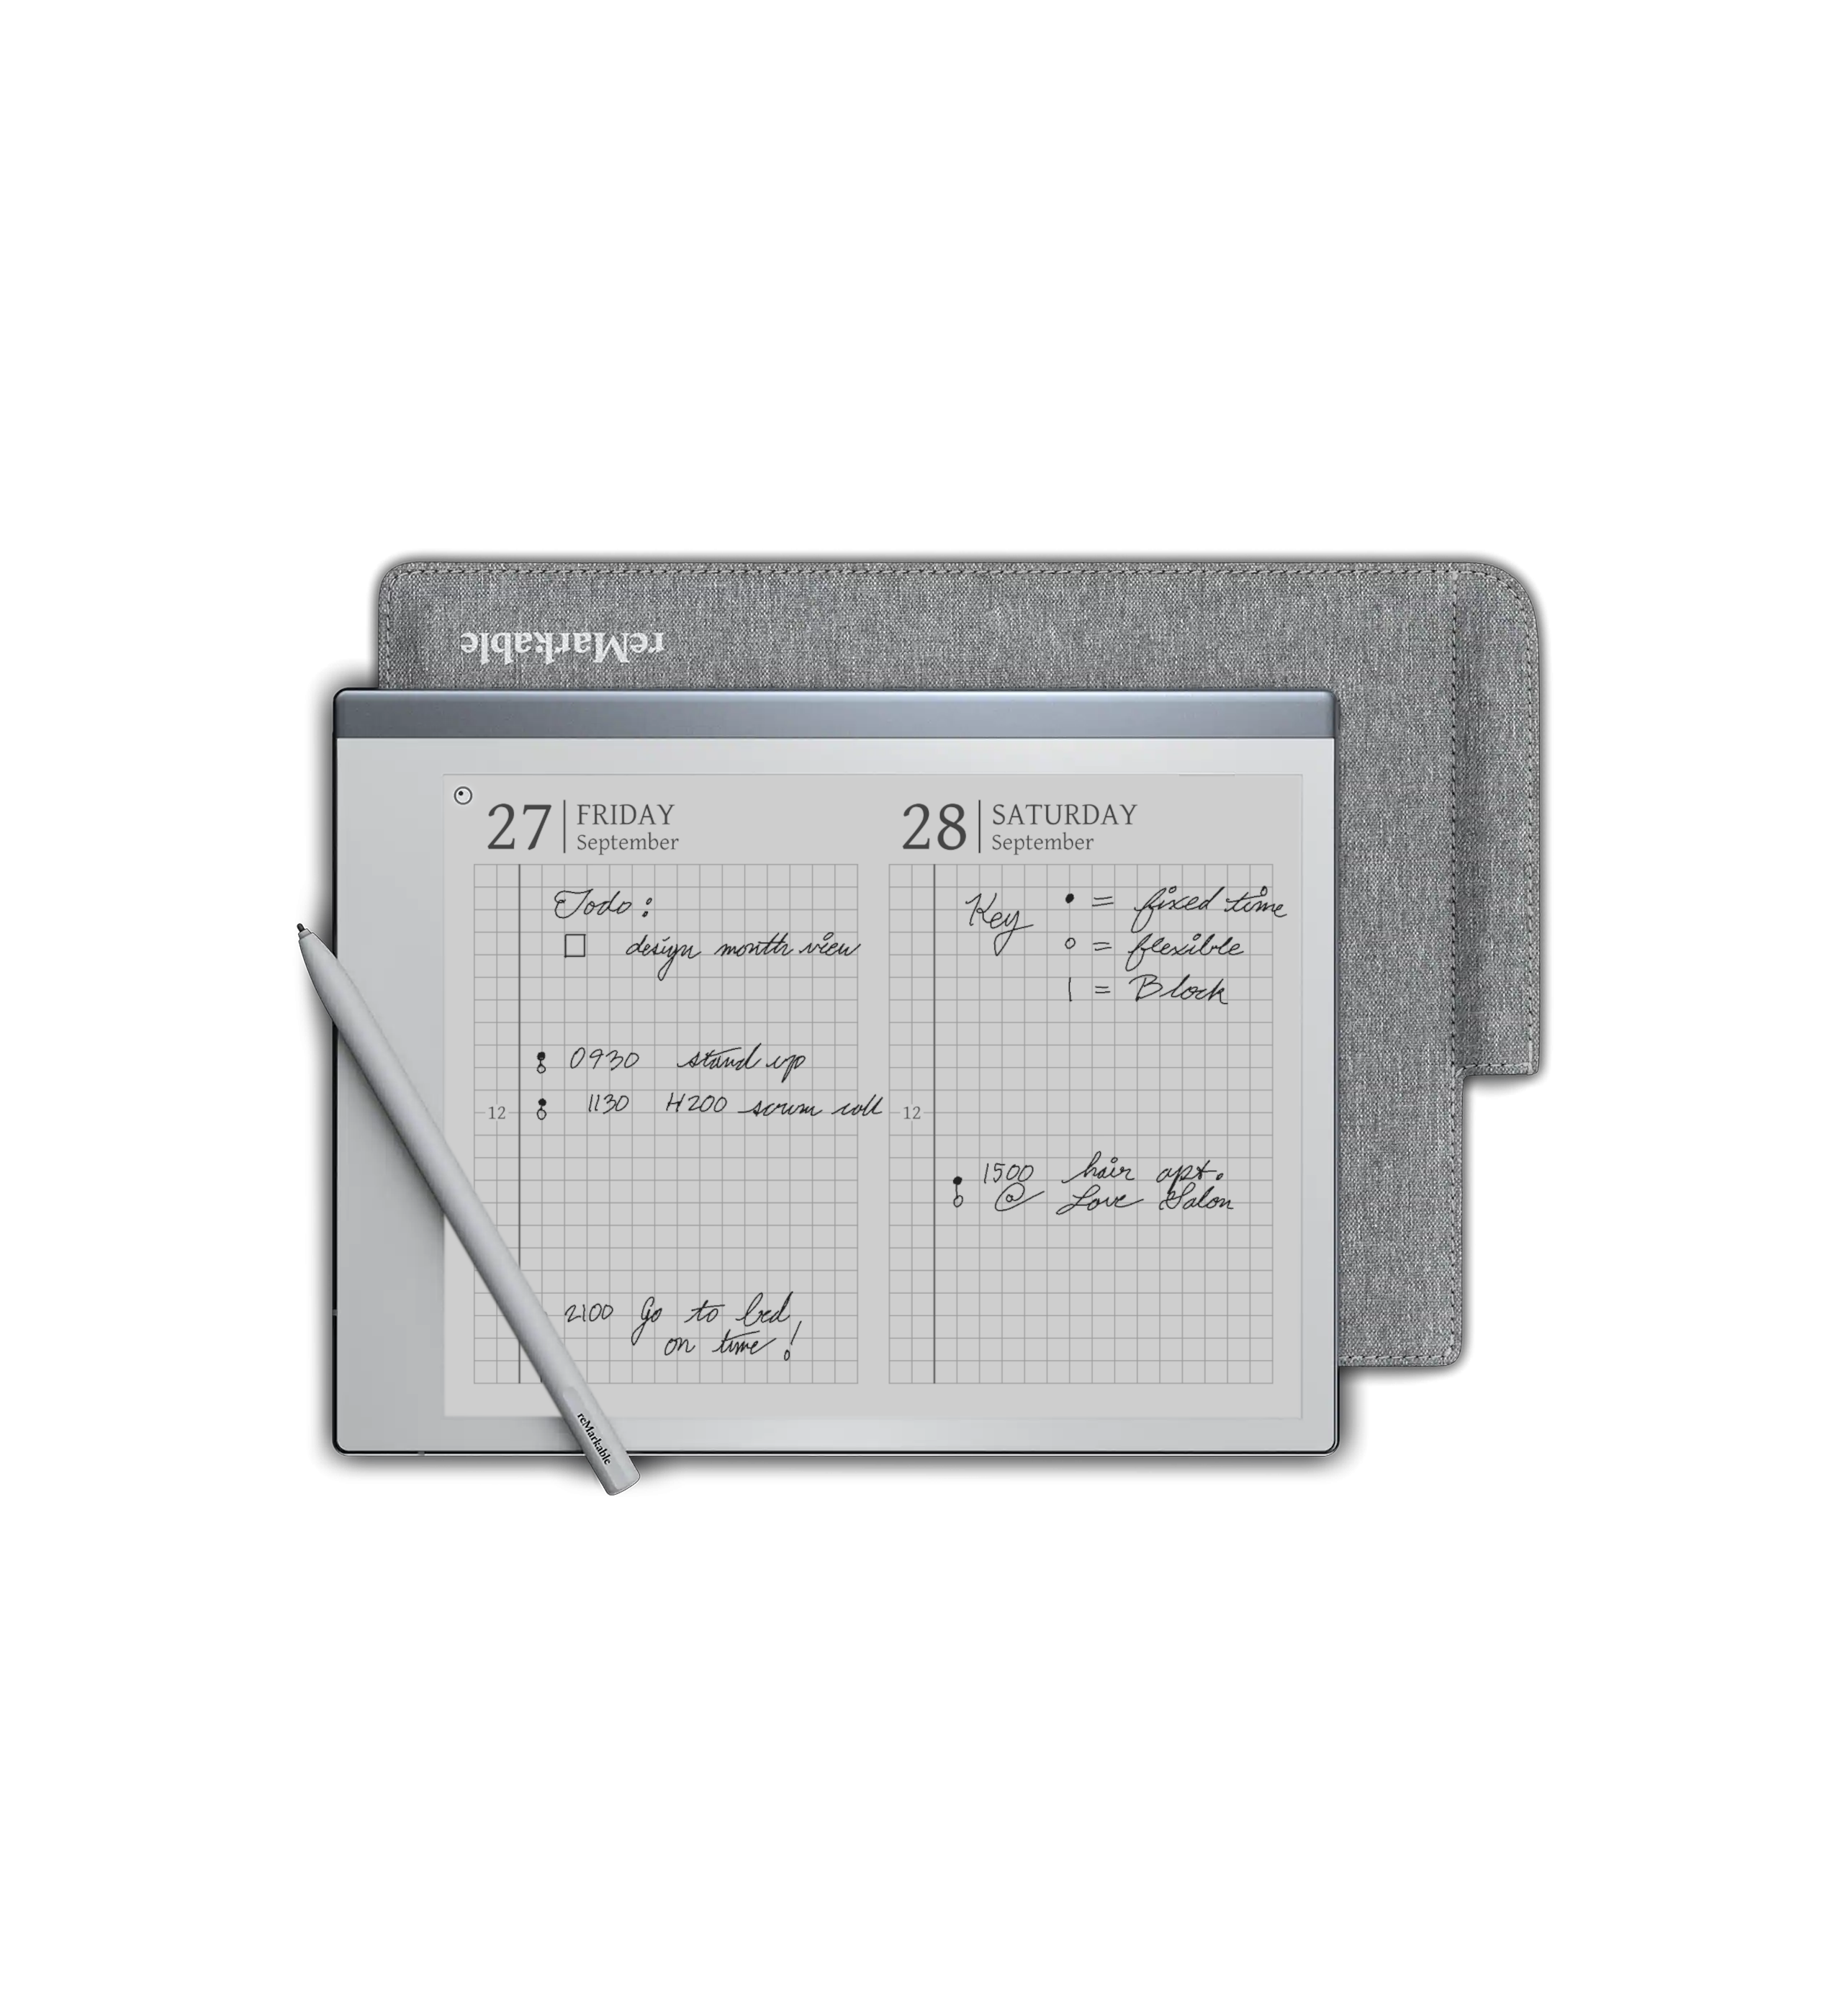 reMarkable
27 FRIDAY
September
Todo:
design month view
0930 stand up
12 1130 H200 scrum call
2100 Go to bed
on time!
28 SATURDAY
September
Key • = fixed time
o = flexible
| = Block
12
1500 hair apt.
@ Love Salon
reMarkable